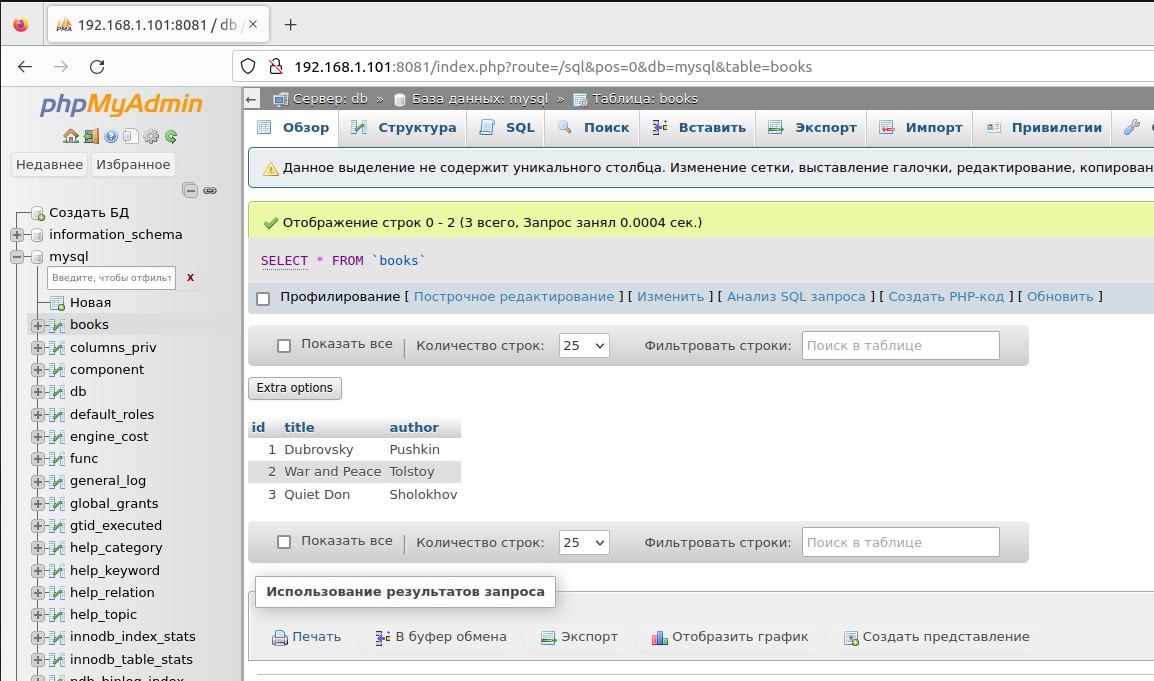 192.168.1.101:8081 / db /
192.168.1.101:8081/index.php?route=/sql&pos=0&db=mysql&table=books
phpMyAdmin
Недавнее Избранное
Создать БД
information_schema
mysql
Введите, чтобы отфильт X
Новая
books
columns_priv
component
db
default_roles
engine_cost
func
general_log
global_grants
gtid_executed
help_category
help_keyword
help_relation
help_topic
innodb_index_stats
innodb_table_stats
ndb_binlog_index
Сервер: db » База данных: mysql » Таблица: books
Обзор Структура SQL Поиск Вставить Экспорт Импорт Привилегии
Данное выделение не содержит уникального столбца. Изменение сетки, выставление галочки, редактирование, копирован
Отображение строк 0 - 2 (3 всего, Запрос занял 0.0004 сек.)
SELECT * FROM `books`
Профилирование [ Построчное редактирование ] [ Изменить ] [ Анализ SQL запроса ] [ Создать PHP-код ] [ Обновить ]
Показать все | Количество строк: 25 Фильтровать строки: Поиск в таблице
Extra options
id title author
1 Dubrovsky Pushkin
2 War and Peace Tolstoy
3 Quiet Don Sholokhov
Показать все | Количество строк: 25 Фильтровать строки: Поиск в таблице
Использование результатов запроса
Печать В буфер обмена Экспорт Отобразить график Создать представление